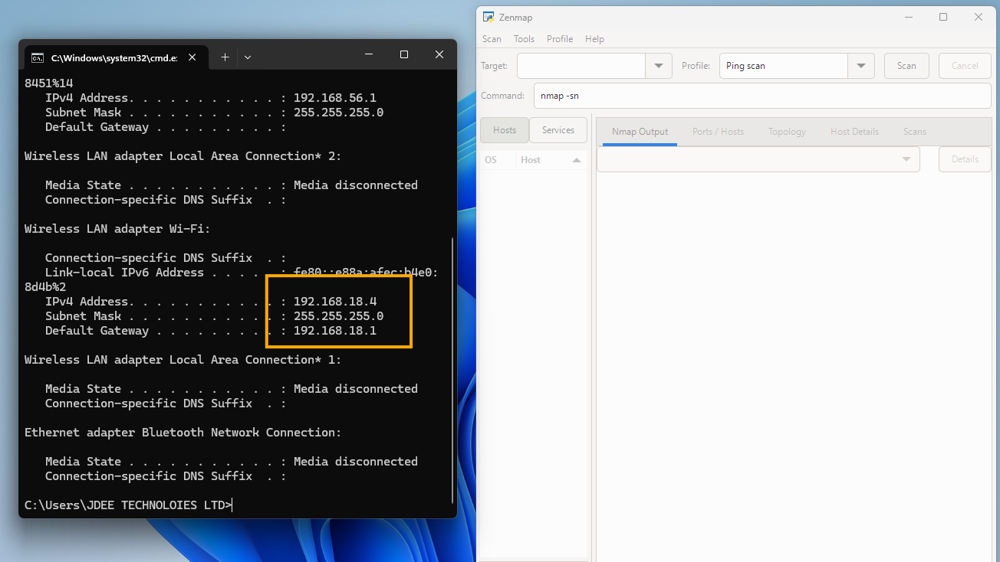 C:\Windows\system32\cmd.e:
8451%14
IPv4 Address. . . . . . . . . . . : 192.168.56.1
Subnet Mask . . . . . . . . . . . : 255.255.255.0
Default Gateway . . . . . . . . . :
Wireless LAN adapter Local Area Connection* 2:
Media State . . . . . . . . . . . : Media disconnected
Connection-specific DNS Suffix  . :
Wireless LAN adapter Wi-Fi:
Connection-specific DNS Suffix  . :
Link-local IPv6 Address . . . . . : fe80::e88a:afec:b4e0:
8d4b%2
IPv4 Address. . . . . . . . . . . : 192.168.18.4
Subnet Mask . . . . . . . . . . . : 255.255.255.0
Default Gateway . . . . . . . . . : 192.168.18.1
Wireless LAN adapter Local Area Connection* 1:
Media State . . . . . . . . . . . : Media disconnected
Connection-specific DNS Suffix  . :
Ethernet adapter Bluetooth Network Connection:
Media State . . . . . . . . . . . : Media disconnected
Connection-specific DNS Suffix  . :
C:\Users\JDEE TECHNOLOIES LTD>
Zenmap
Scan Tools Profile Help
Target: Profile: Ping scan Scan Cancel
Command: nmap -sn
Hosts Services
OS Host
Nmap Output Ports / Hosts Topology Host Details Scans
Details